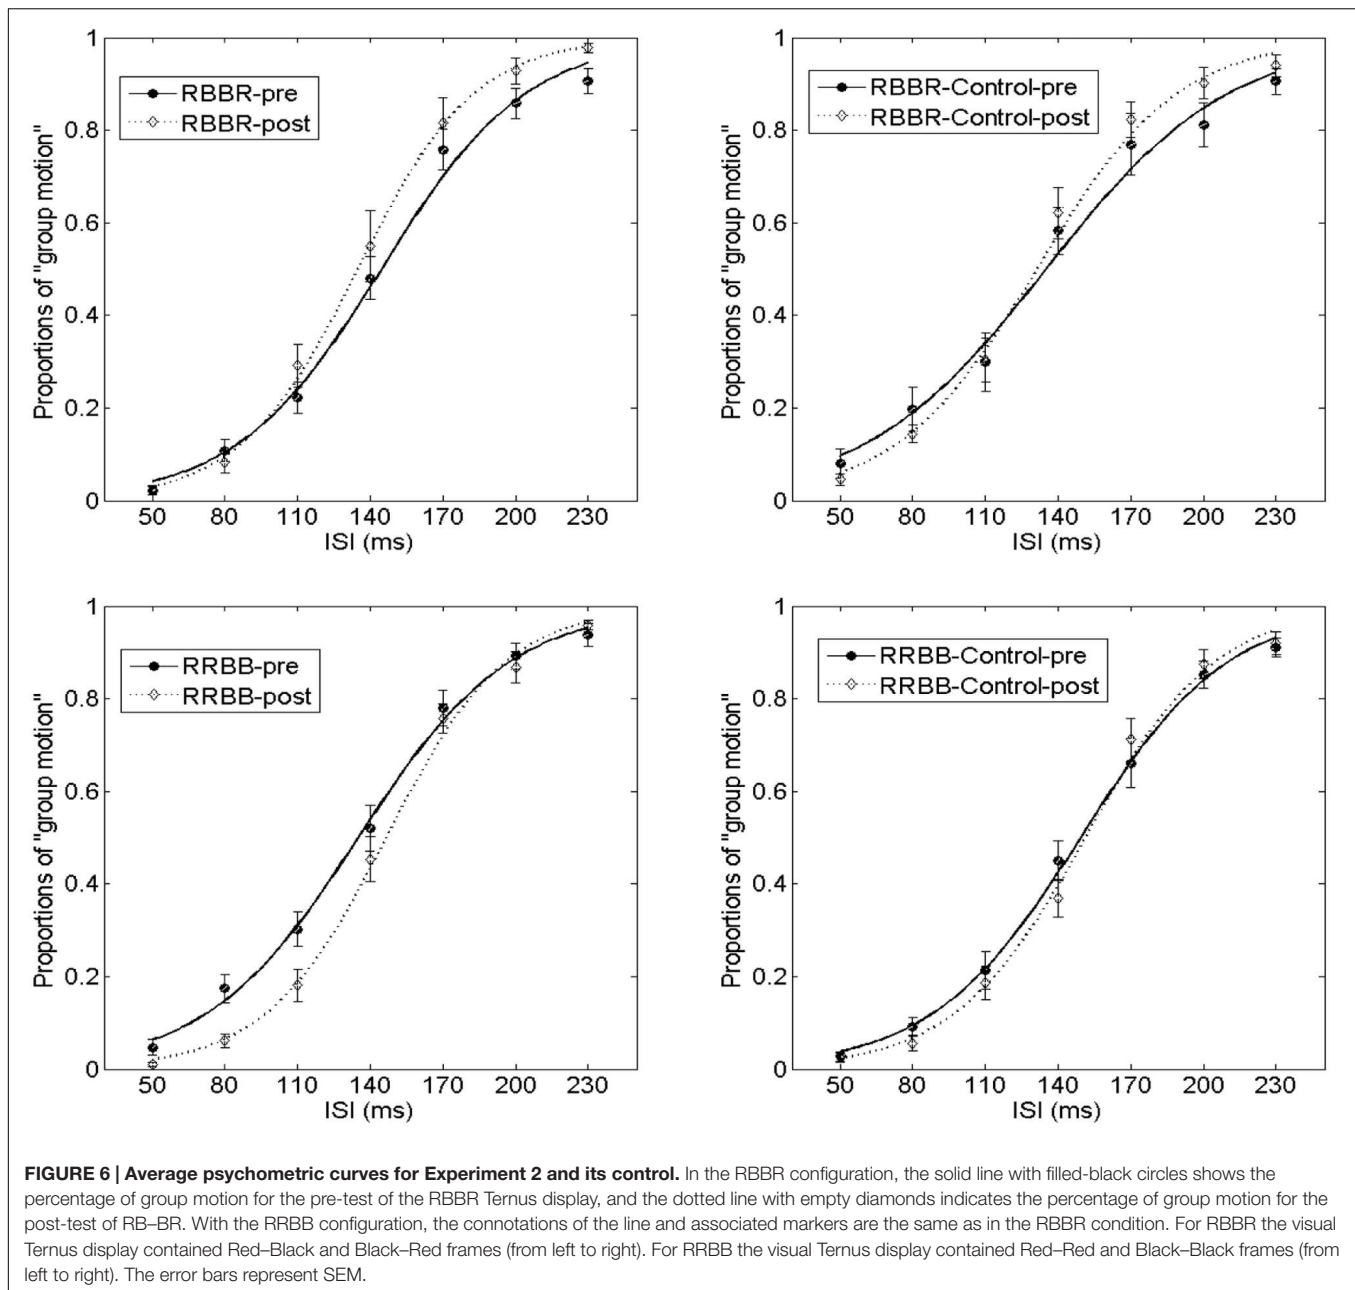 1
0.8
0.6
0.4
0.2
0
Proportions of "group motion"
RBBR-pre
RBBR-post
50 80 110 140 170 200 230
ISI (ms)
1
0.8
0.6
0.4
0.2
0
Proportions of "group motion"
RBBR-Control-pre
RBBR-Control-post
50 80 110 140 170 200 230
ISI (ms)
1
0.8
0.6
0.4
0.2
0
Proportions of "group motion"
RRBB-pre
RRBB-post
50 80 110 140 170 200 230
ISI (ms)
1
0.8
0.6
0.4
0.2
0
Proportions of "group motion"
RRBB-Control-pre
RRBB-Control-post
50 80 110 140 170 200 230
ISI (ms)
FIGURE 6 | Average psychometric curves for Experiment 2 and its control. In the RBBR configuration, the solid line with filled-black circles shows the
percentage of group motion for the pre-test of the RBBR Ternus display, and the dotted line with empty diamonds indicates the percentage of group motion for the
post-test of RB–BR. With the RRBB configuration, the connotations of the line and associated markers are the same as in the RBBR condition. For RBBR the visual
Ternus display contained Red–Black and Black–Red frames (from left to right). For RRBB the visual Ternus display contained Red–Red and Black–Black frames (from
left to right). The error bars represent SEM.